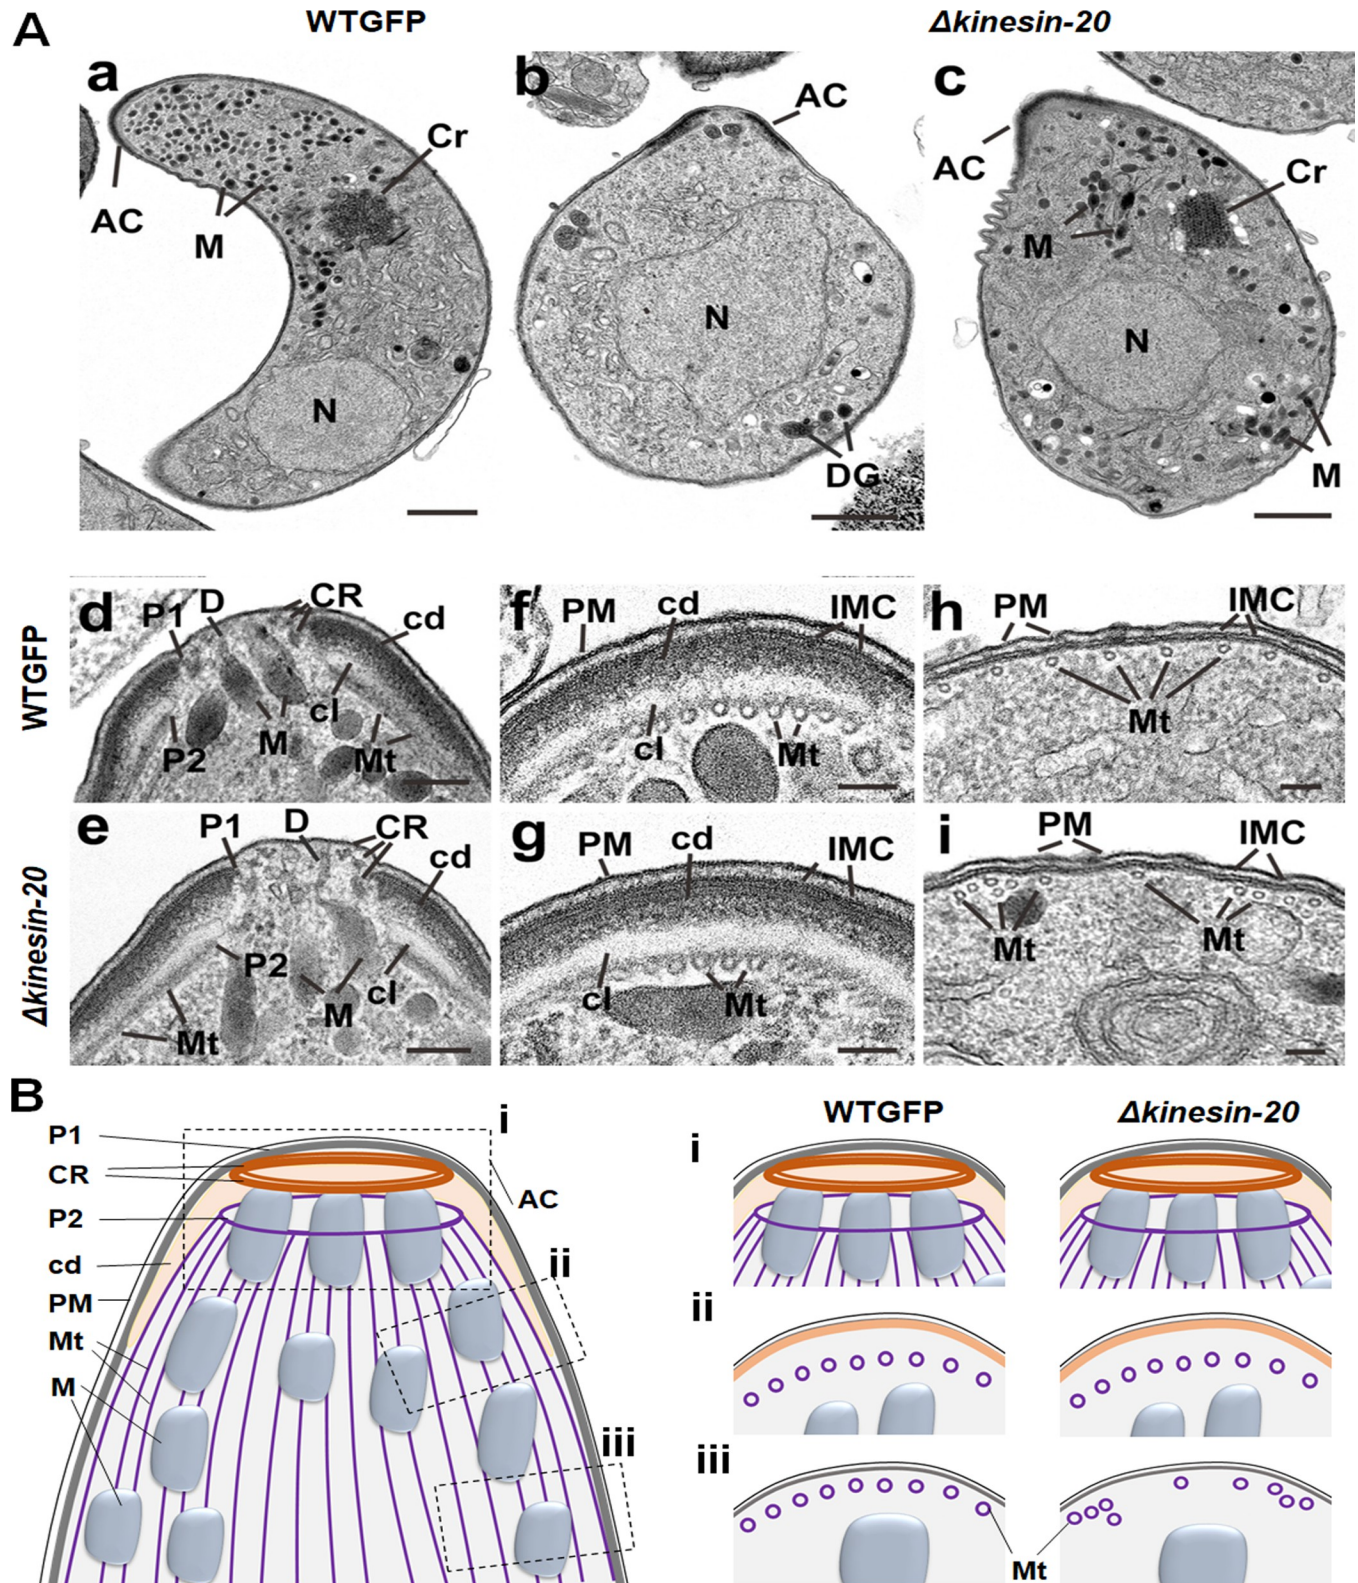 A
WTGFP
Δkinesin-20
a
AC
M
Cr
N
b
AC
N
DG
c
AC
M
Cr
N
M
WTGFP
d
P1
D
CR
cd
P2
M
cl
Mt
f
PM
cd
IMC
cl
Mt
h
PM
IMC
Mt
Δkinesin-20
e
P1
D
CR
cd
P2
M
cl
Mt
g
PM
cd
IMC
cl
Mt
i
PM
IMC
Mt
Mt
B
P1
CR
P2
cd
PM
Mt
M
i
AC
ii
iii
WTGFP
Δkinesin-20
i
ii
iii
Mt